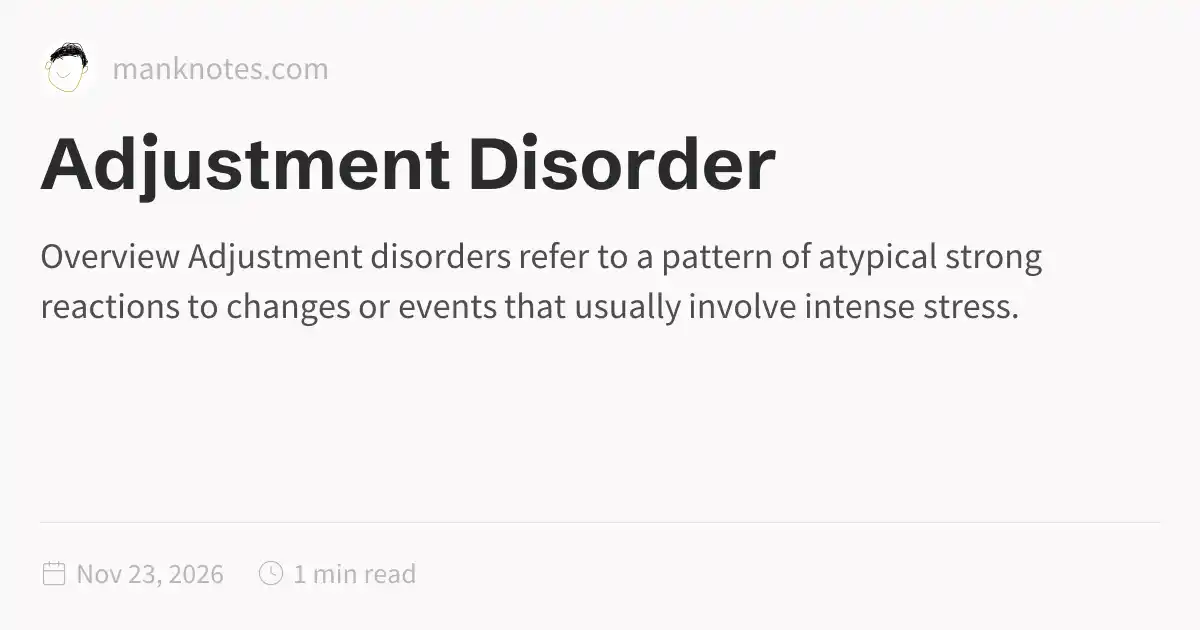 manknotes.com
Adjustment Disorder
Overview Adjustment disorders refer to a pattern of atypical strong
reactions to changes or events that usually involve intense stress.
Nov 23, 2026 1 min read